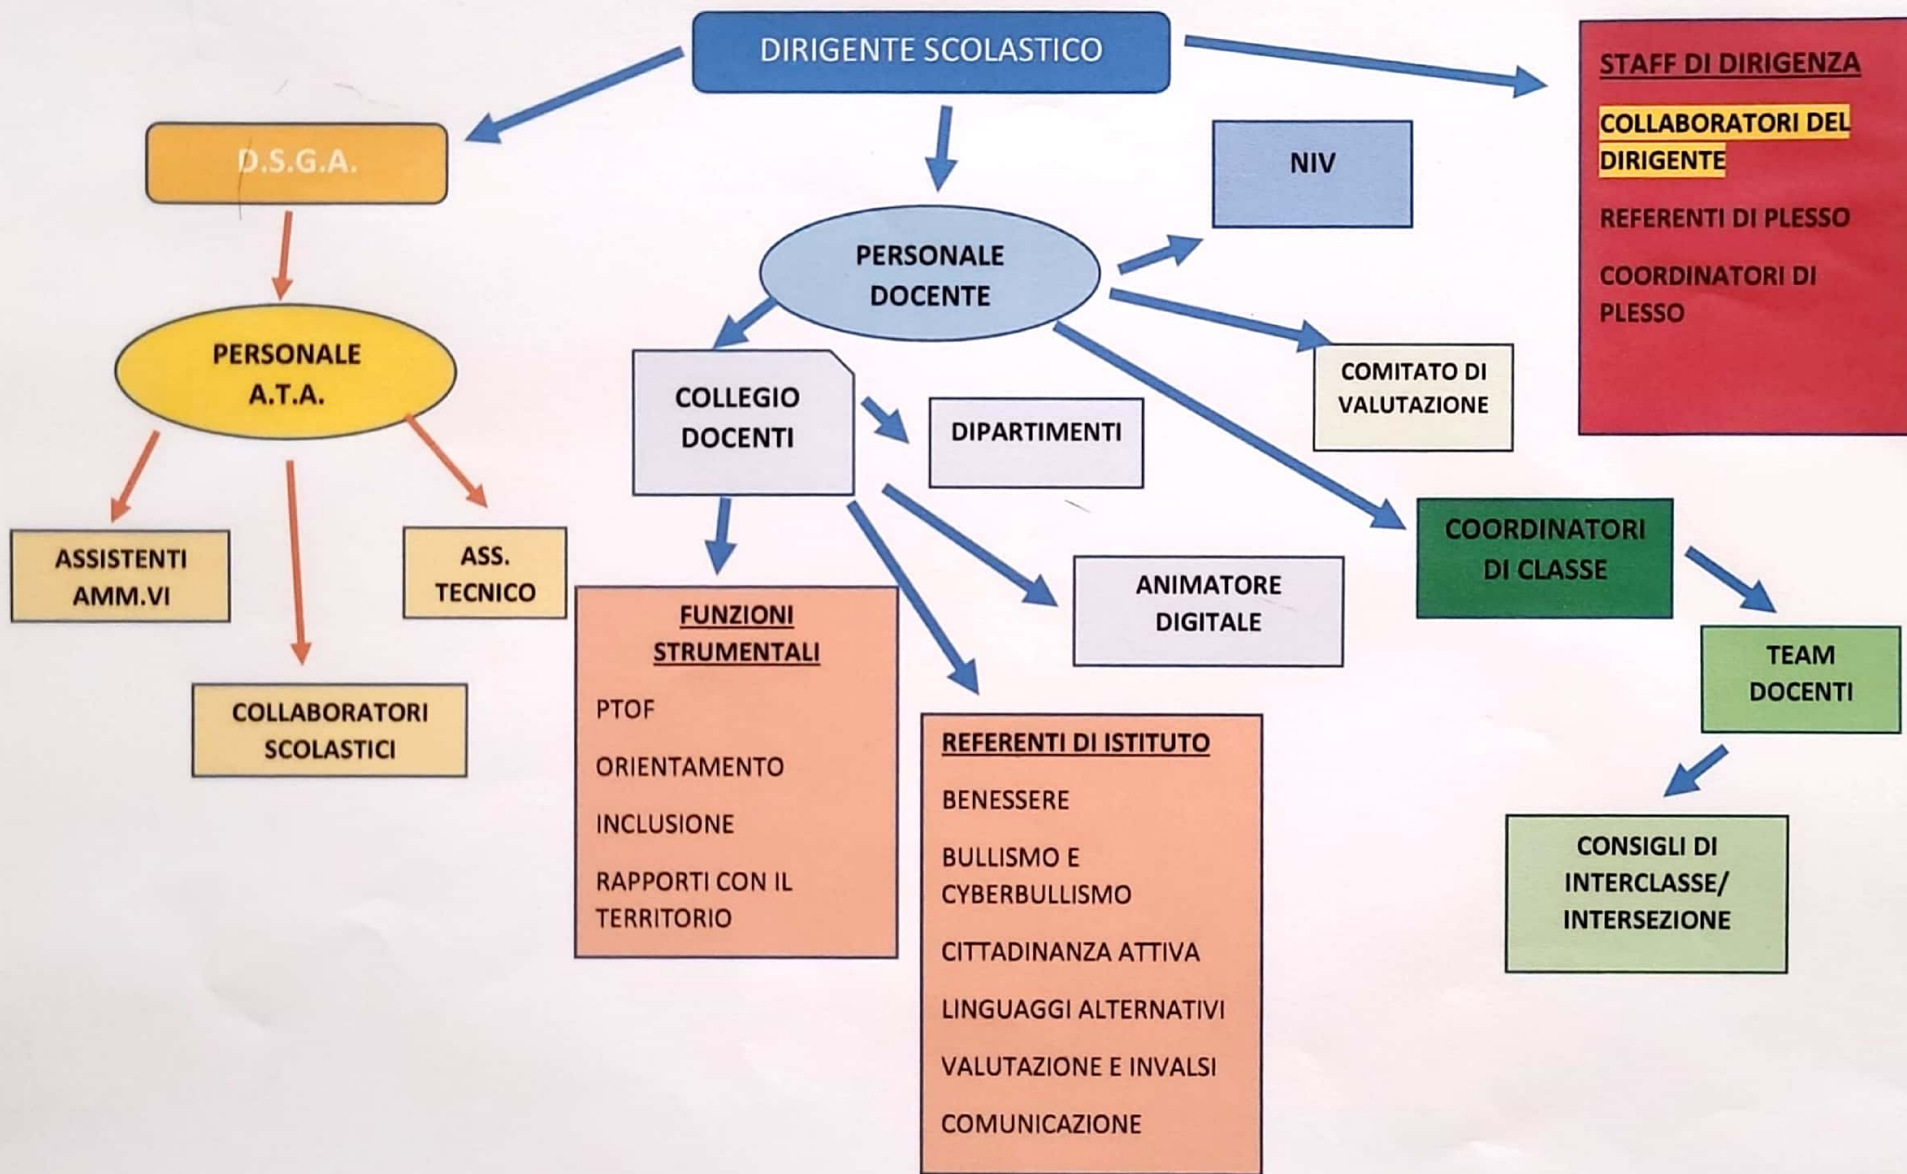 DIRIGENTE SCOLASTICO
STAFF DI DIRIGENZA
COLLABORATORI DEL
DIRIGENTE
REFERENTI DI PLESSO
COORDINATORI DI
PLESSO
D.S.G.A.
NIV
PERSONALE
DOCENTE
PERSONALE
A.T.A.
COMITATO DI
VALUTAZIONE
COLLEGIO
DOCENTI
DIPARTIMENTI
ASSISTENTI
AMM.VI
ASS.
TECNICO
COLLABORATORI
SCOLASTICI
COORDINATORI
DI CLASSE
ANIMATORE
DIGITALE
TEAM
DOCENTI
FUNZIONI
STRUMENTALI
PTOF
ORIENTAMENTO
INCLUSIONE
RAPPORTI CON IL
TERRITORIO
REFERENTI DI ISTITUTO
BENESSERE
BULLISMO E
CYBERBULLISMO
CITTADINANZA ATTIVA
LINGUAGGI ALTERNATIVI
VALUTAZIONE E INVALSI
COMUNICAZIONE
CONSIGLI DI
INTERCLASSE/
INTERSEZIONE